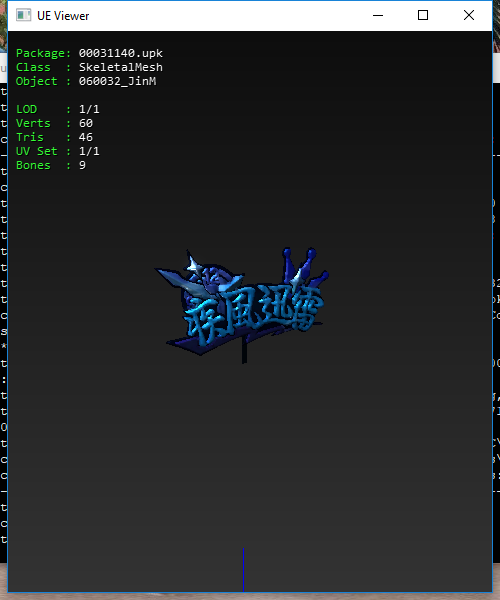 UE Viewer
Package: 00031140.upk
Class : SkeletalMesh
Object : 060032_JinM
LOD : 1/1
Verts : 60
Tris : 46
UV Set : 1/1
Bones : 9
疾風迅雷